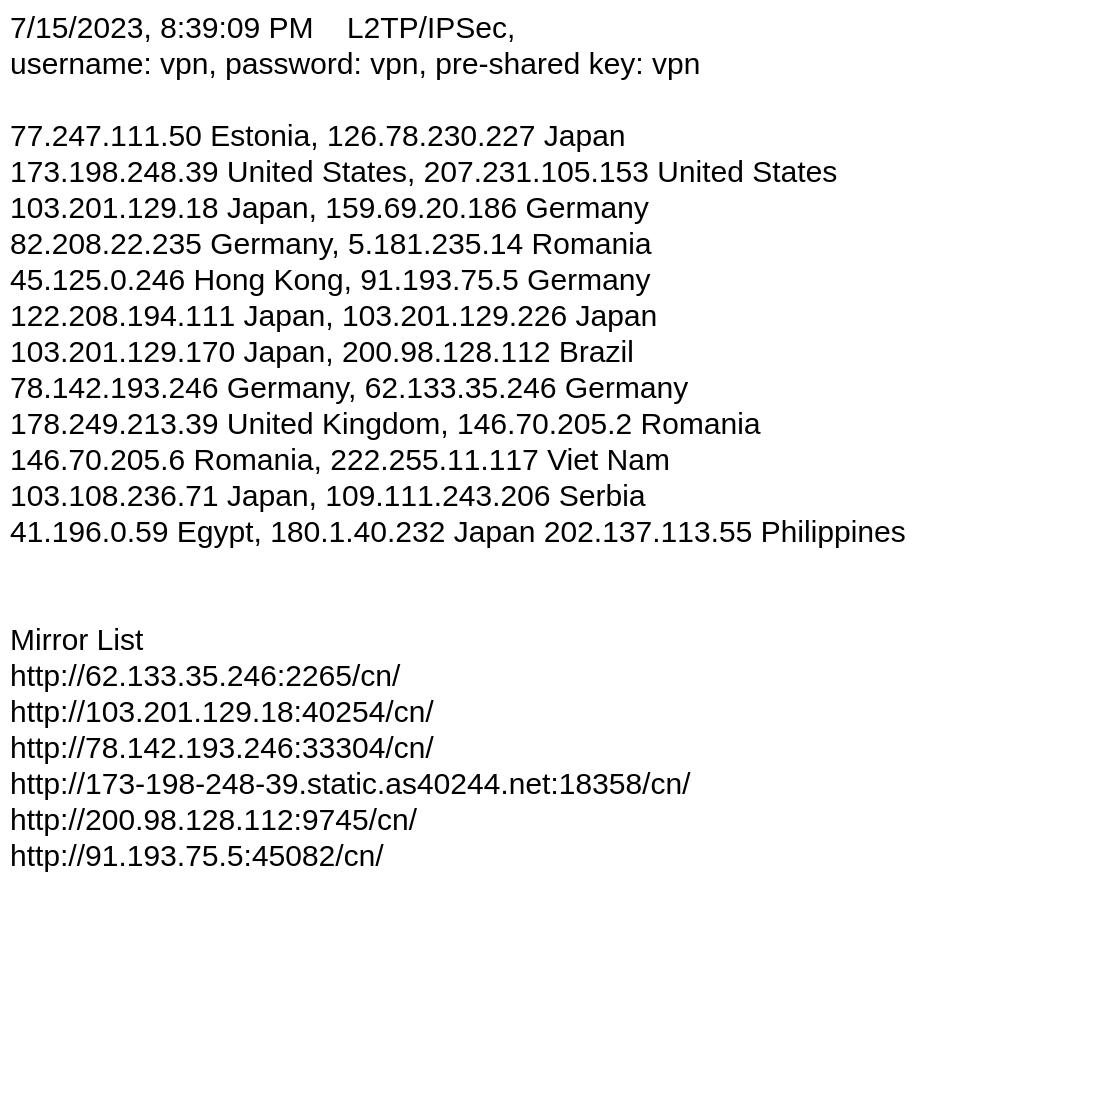 7/15/2023, 8:39:09 PM    L2TP/IPSec,
username: vpn, password: vpn, pre-shared key: vpn
77.247.111.50 Estonia, 126.78.230.227 Japan
173.198.248.39 United States, 207.231.105.153 United States
103.201.129.18 Japan, 159.69.20.186 Germany
82.208.22.235 Germany, 5.181.235.14 Romania
45.125.0.246 Hong Kong, 91.193.75.5 Germany
122.208.194.111 Japan, 103.201.129.226 Japan
103.201.129.170 Japan, 200.98.128.112 Brazil
78.142.193.246 Germany, 62.133.35.246 Germany
178.249.213.39 United Kingdom, 146.70.205.2 Romania
146.70.205.6 Romania, 222.255.11.117 Viet Nam
103.108.236.71 Japan, 109.111.243.206 Serbia
41.196.0.59 Egypt, 180.1.40.232 Japan 202.137.113.55 Philippines
Mirror List
http://62.133.35.246:2265/cn/
http://103.201.129.18:40254/cn/
http://78.142.193.246:33304/cn/
http://173-198-248-39.static.as40244.net:18358/cn/
http://200.98.128.112:9745/cn/
http://91.193.75.5:45082/cn/